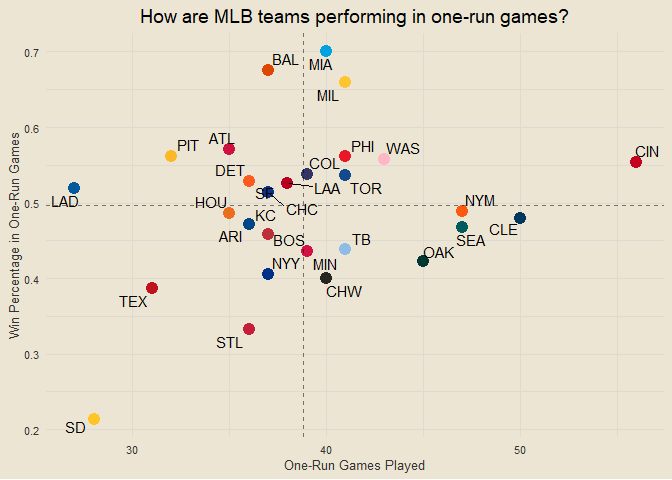 How are MLB teams performing in one-run games?
Win Percentage in One-Run Games
0.7
0.6
0.5
0.4
0.3
0.2
BAL
MIA
MIL
PIT
ATL
PHI
WAS
CIN
DET
COL
LAA
TOR
LAD
SF
CHC
HOU
KC
NYM
ARI
BOS
CLE
SEA
TB
OAK
NYY
MIN
CHW
TEX
STL
SD
30
40
50
One-Run Games Played